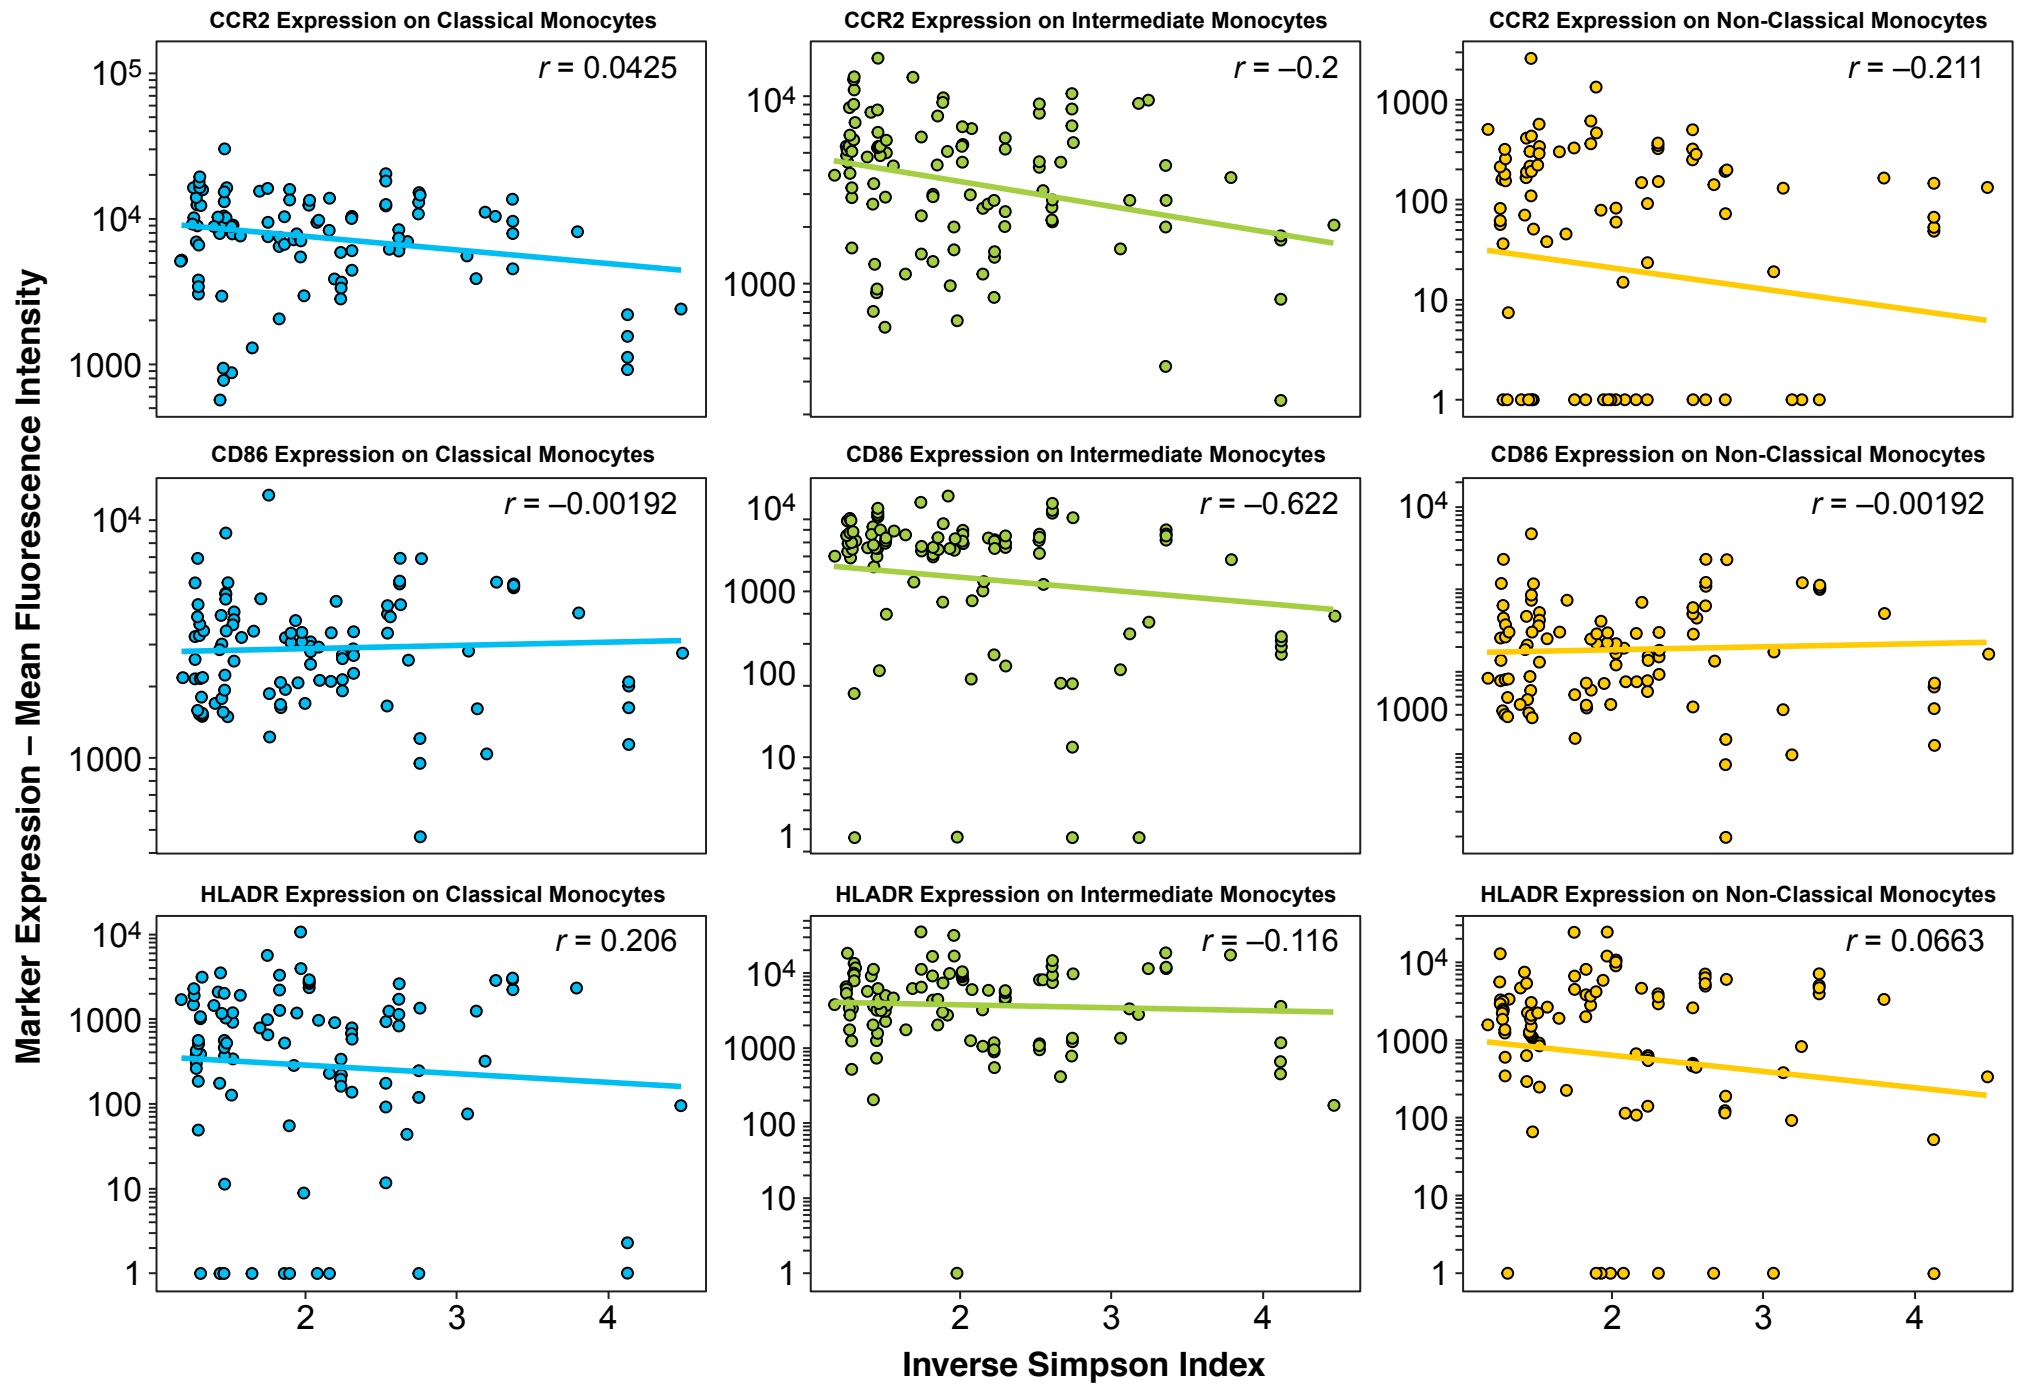 CCR2 Expression on Classical Monocytes
CCR2 Expression on Intermediate Monocytes
CCR2 Expression on Non-Classical Monocytes
r = 0.0425
r = –0.2
r = –0.211
10⁵
10⁴
1000
10⁴
1000
1000
100
10
1
CD86 Expression on Classical Monocytes
CD86 Expression on Intermediate Monocytes
CD86 Expression on Non-Classical Monocytes
r = –0.00192
r = –0.622
r = –0.00192
10⁴
1000
10⁴
1000
100
10
1
10⁴
1000
HLADR Expression on Classical Monocytes
HLADR Expression on Intermediate Monocytes
HLADR Expression on Non-Classical Monocytes
r = 0.206
r = –0.116
r = 0.0663
10⁴
1000
100
10
1
10⁴
1000
100
10
1
10⁴
1000
100
10
1
2 3 4
2 3 4
2 3 4
Marker Expression – Mean Fluorescence Intensity
Inverse Simpson Index